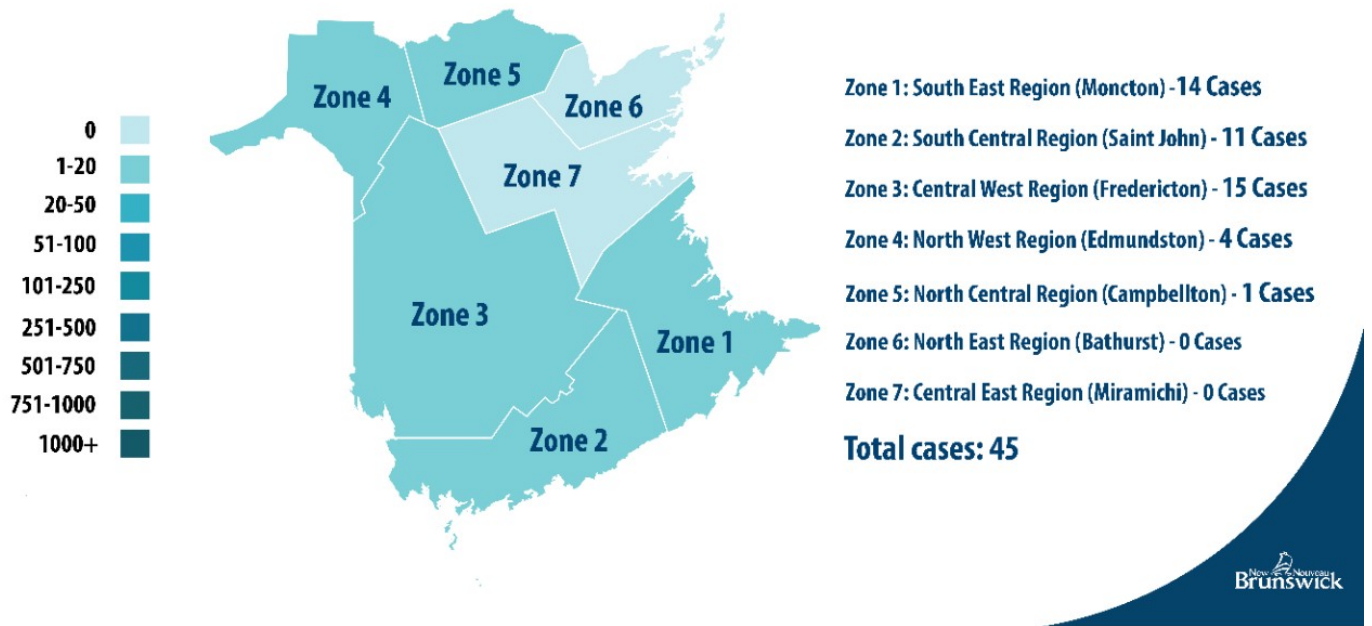 Zone 5
Zone 4
Zone 6
Zone 7
Zone 3
Zone 1
Zone 2
0
1-20
20-50
51-100
101-250
251-500
501-750
751-1000
1000+
Zone 1: South East Region (Moncton) -14 Cases
Zone 2: South Central Region (Saint John) - 11 Cases
Zone 3: Central West Region (Fredericton) - 15 Cases
Zone 4: North West Region (Edmundston) - 4 Cases
Zone 5: North Central Region (Campbellton) - 1 Cases
Zone 6: North East Region (Bathurst) - 0 Cases
Zone 7: Central East Region (Miramichi) - 0 Cases
Total cases: 45
New Nouveau
Brunswick